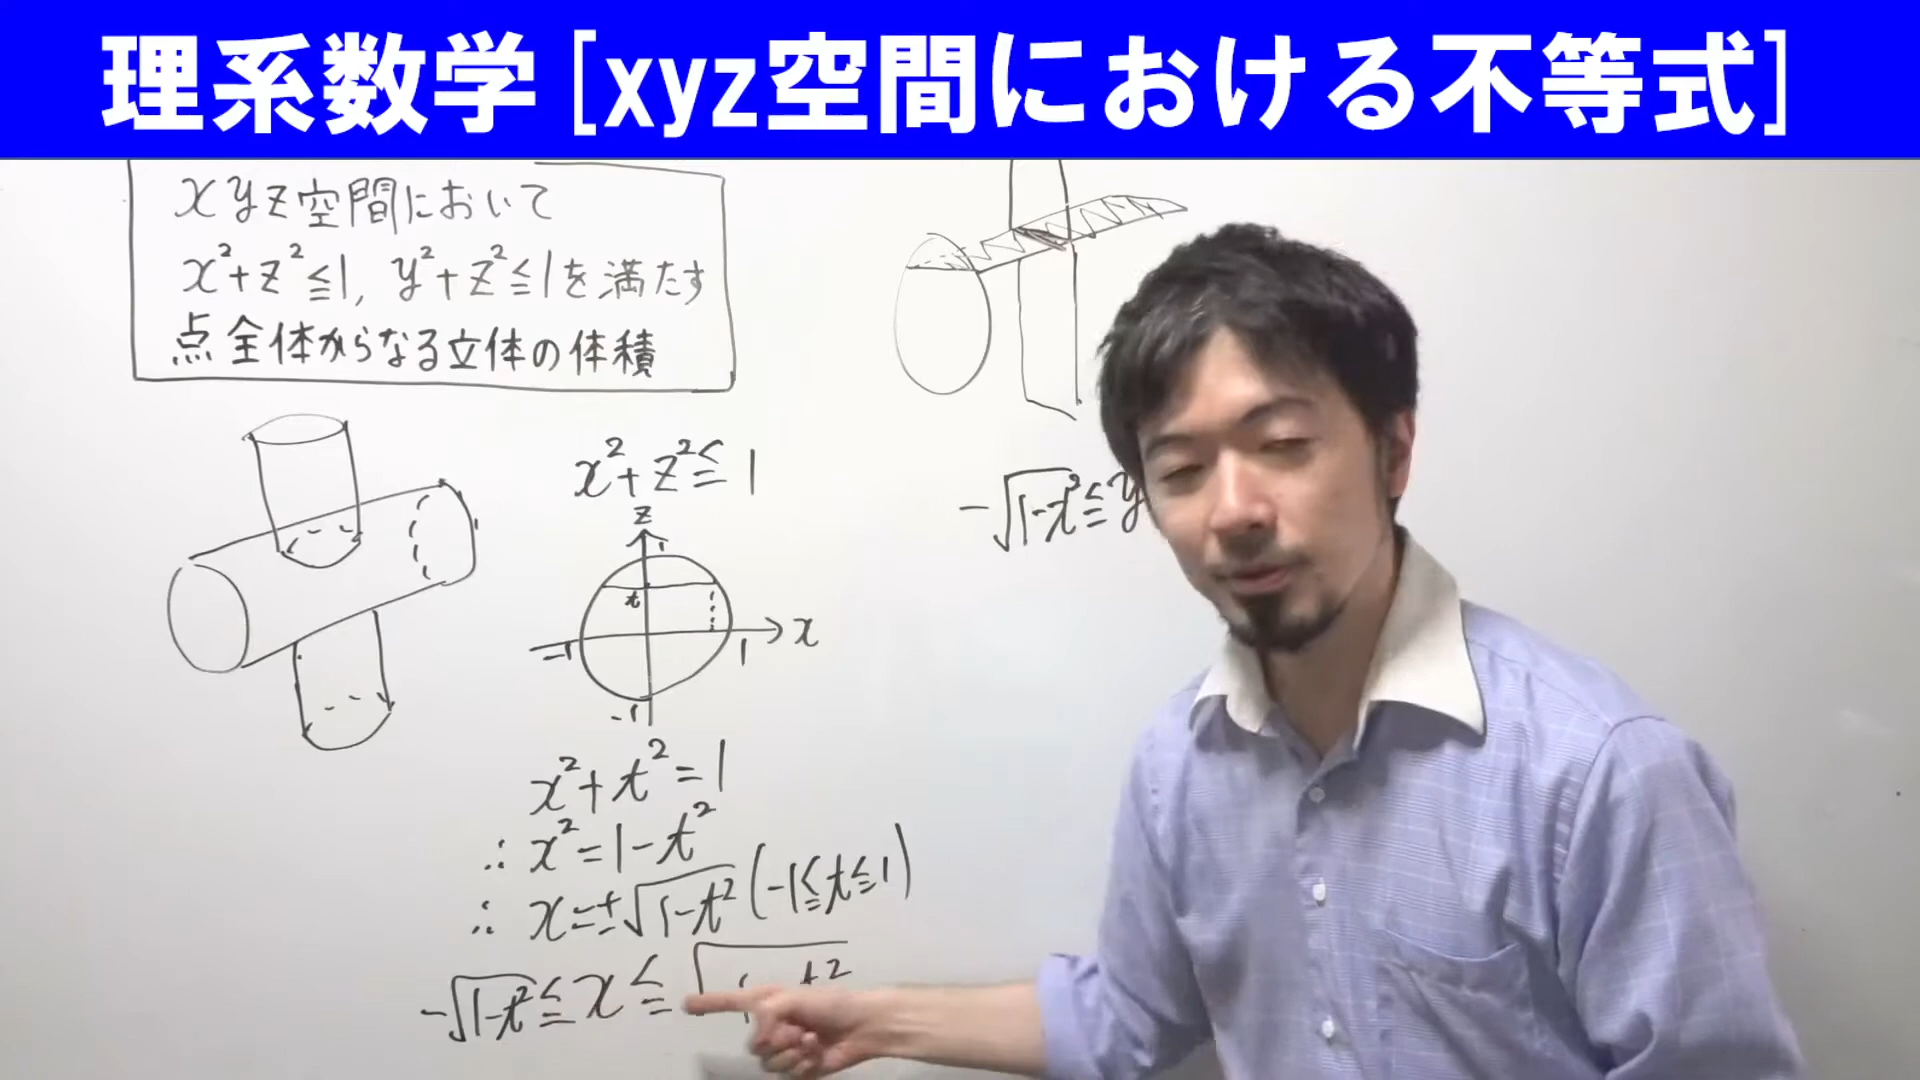 理系数学[xyz空間における不等式]
xyz空間において
x²+z²≦1, y²+z²≦1を満たす
点全体からなる立体の体積
x²+z²≦1
z
1
t
-1
1
x
-1
x²+t²=1
∴ x²=1-t²
∴ x=±√1-t² (-1≦t≦1)
-√1-t²≦x≦√1-t²
-√1-t²≦y